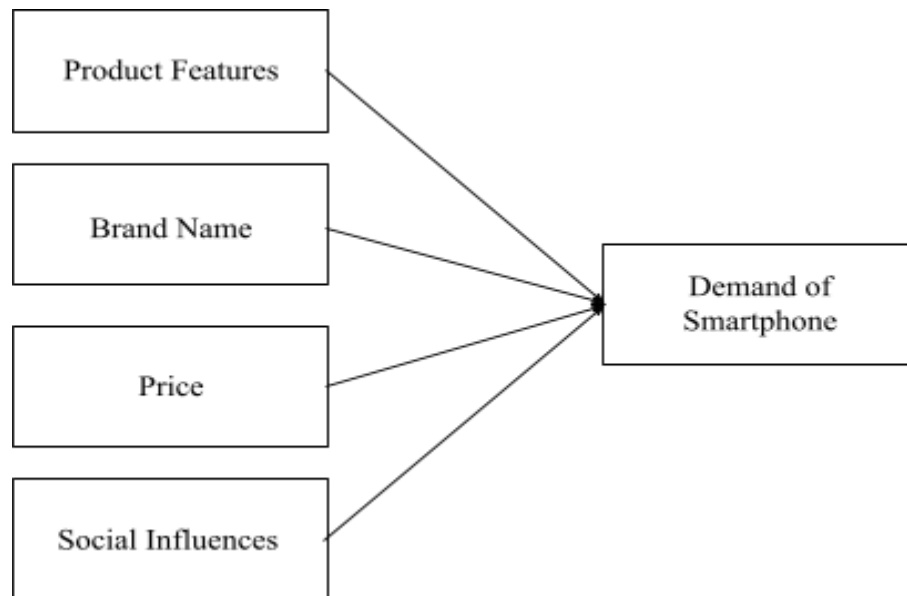 Product Features
Brand Name
Demand of
Smartphone
Price
Social Influences